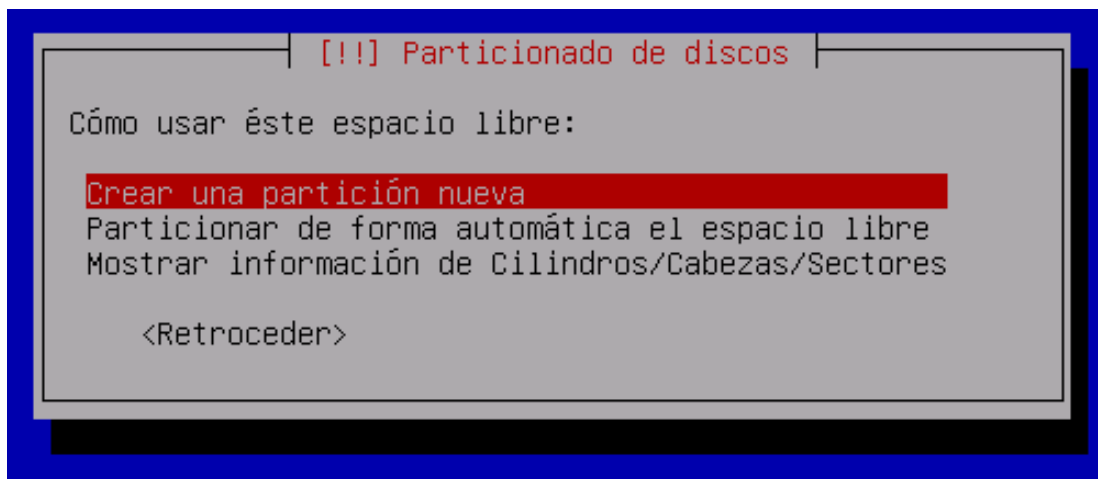 [!!] Particionado de discos
Cómo usar éste espacio libre:
Crear una partición nueva
Particionar de forma automática el espacio libre
Mostrar información de Cilindros/Cabezas/Sectores
<Retroceder>